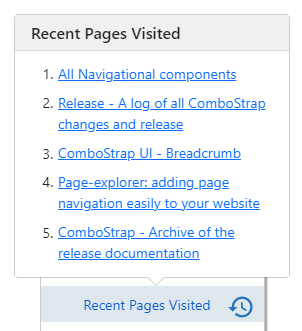 Recent Pages Visited
1. All Navigational components
2. Release - A log of all ComboStrap
changes and release
3. ComboStrap UI - Breadcrumb
4. Page-explorer: adding page
navigation easily to your website
5. ComboStrap - Archive of the
release documentation
Recent Pages Visited